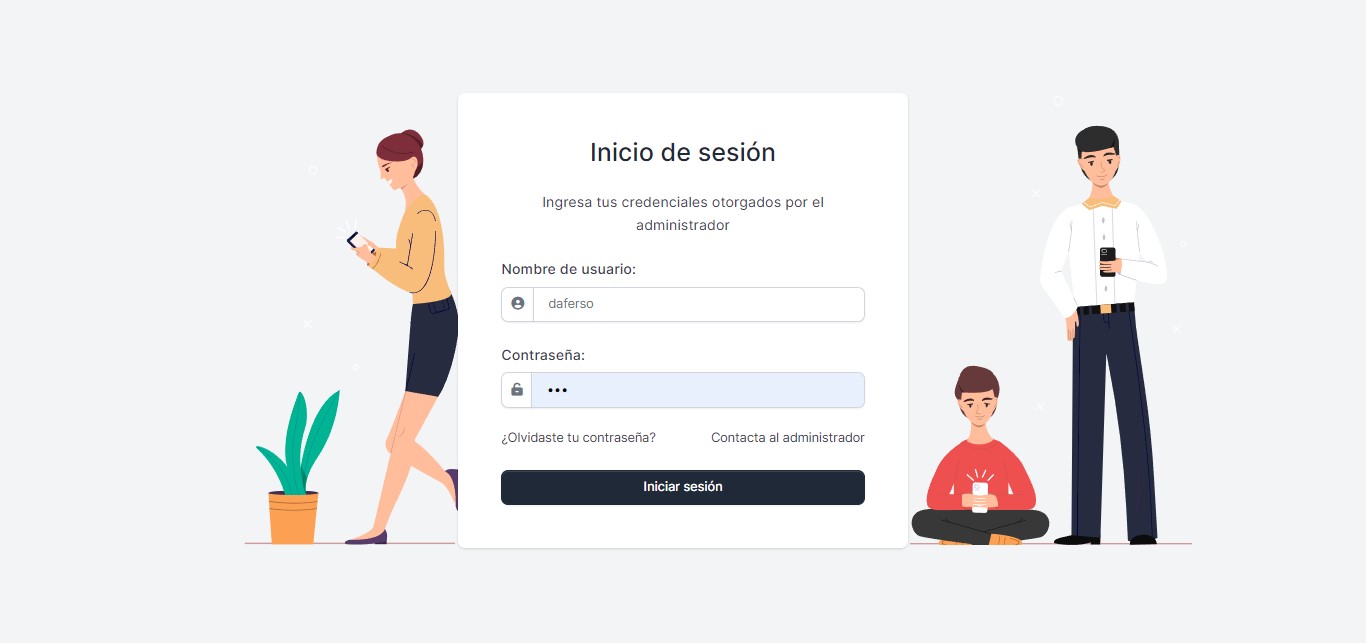 Inicio de sesión
Ingresa tus credenciales otorgados por el
administrador
Nombre de usuario:
daferso
Contraseña:
•••
¿Olvidaste tu contraseña? Contacta al administrador
Iniciar sesión